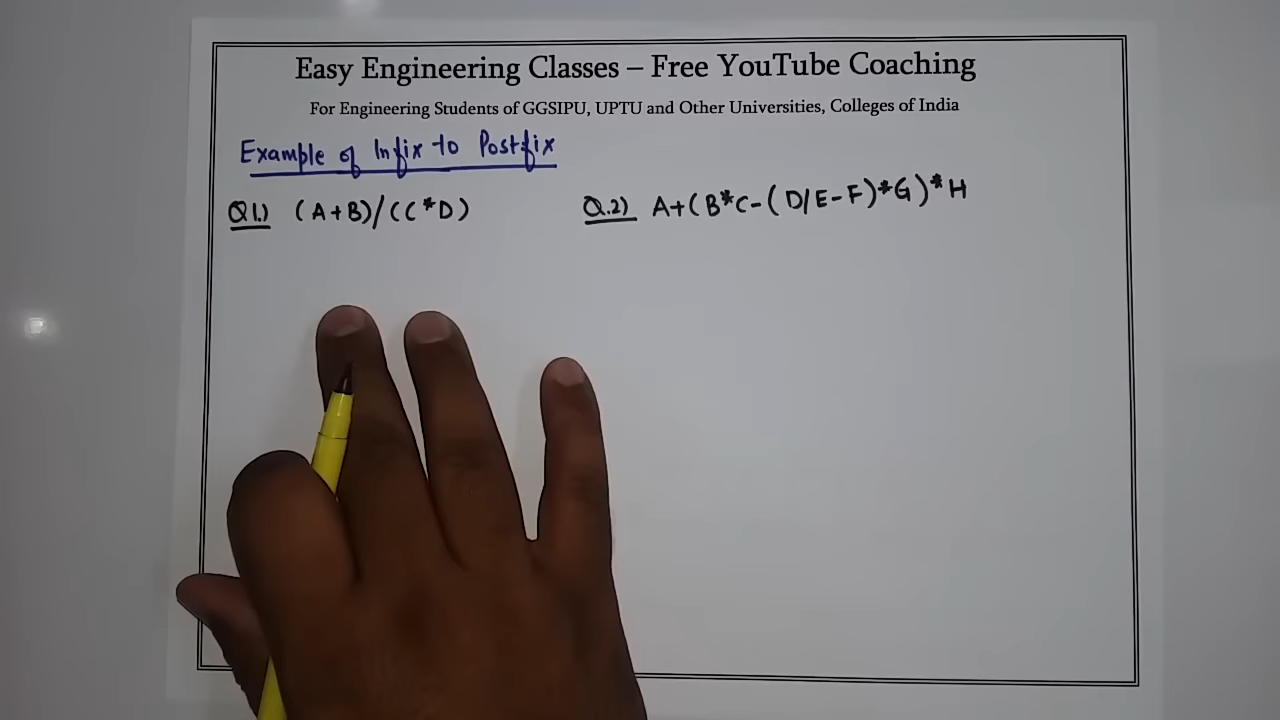 Easy Engineering Classes – Free YouTube Coaching
For Engineering Students of GGSIPU, UPTU and Other Universities, Colleges of India
Example of Infix to Postfix
Q1.) (A+B)/(C*D)
Q.2) A+(B*C-(D/E-F)*G)*H